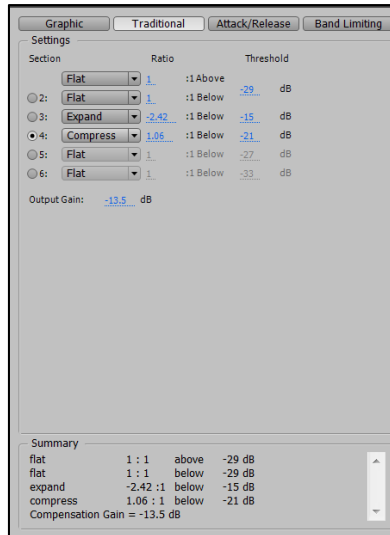 Graphic Traditional Attack/Release Band Limiting
Settings
Section Ratio Threshold
Flat 1 :1 Above
-29 dB
2: Flat 1 :1 Below
3: Expand -2.42 :1 Below -15 dB
4: Compress 1.06 :1 Below -21 dB
5: Flat 1 :1 Below -27 dB
6: Flat 1 :1 Below -33 dB
Output Gain: -13.5 dB
Summary
flat 1 : 1 above -29 dB
flat 1 : 1 below -29 dB
expand -2.42 :1 below -15 dB
compress 1.06 : 1 below -21 dB
Compensation Gain = -13.5 dB